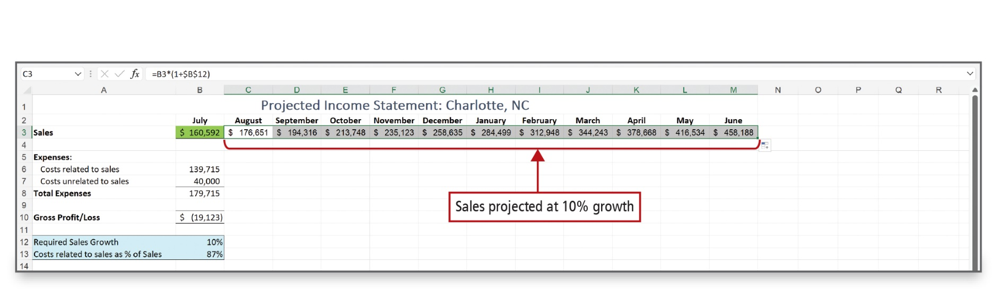 C3 fx =B3*(1+$B$12)
A B C D E F G H I J K L M N O P Q R
1 Projected Income Statement: Charlotte, NC
2 July August September October November December January February March April May June
3 Sales $ 160,592 $ 176,651 $ 194,316 $ 213,748 $ 235,123 $ 258,635 $ 284,499 $ 312,948 $ 344,243 $ 378,668 $ 416,534 $ 458,188
4
5 Expenses:
6 Costs related to sales 139,715
7 Costs unrelated to sales 40,000
8 Total Expenses 179,715
9
Sales projected at 10% growth
10 Gross Profit/Loss $ (19,123)
11
12 Required Sales Growth 10%
13 Costs related to sales as % of Sales 87%
14